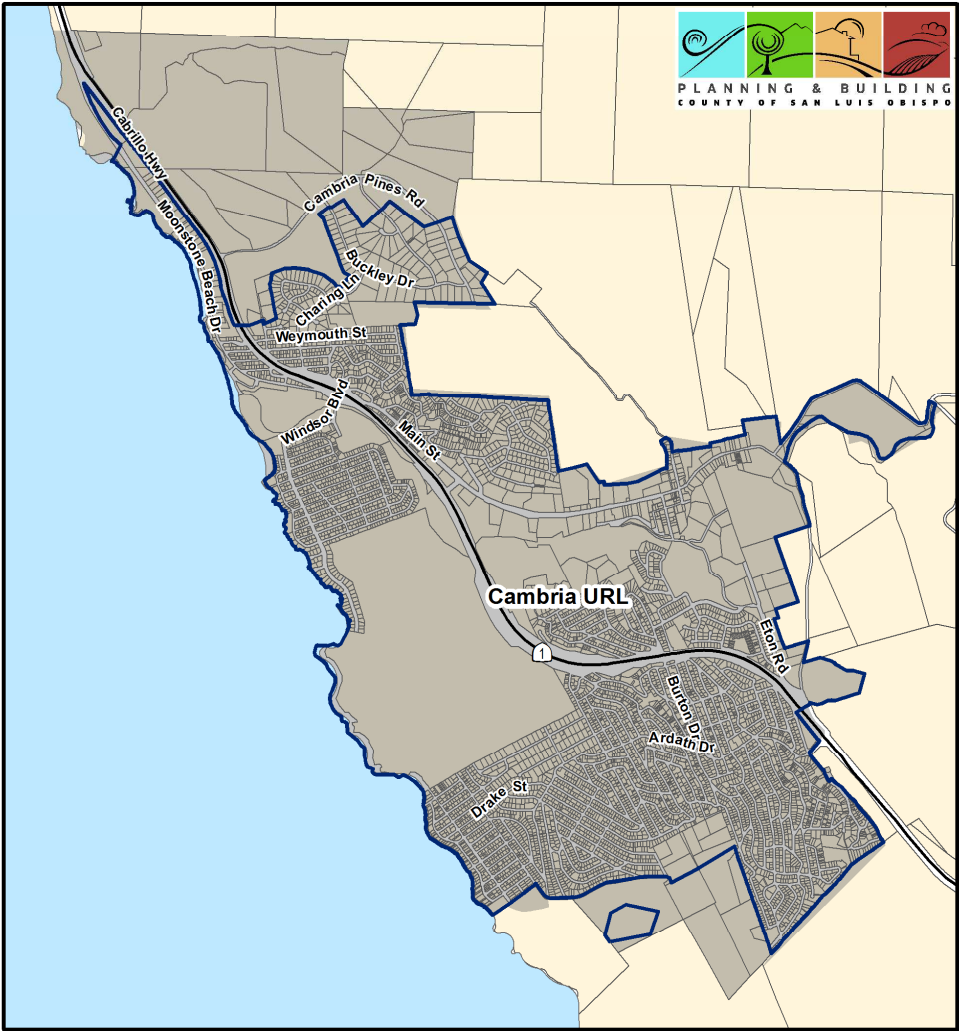 PLANNING & BUILDING
COUNTY OF SAN LUIS OBISPO
Cabrillo Hwy
Cambria Pines Rd
Moonstone Beach Dr
Buckley Dr
Charing Ln
Weymouth St
Windsor Blvd
Main St
Cambria URL
1
Eton Rd
Burton Dr
Ardath Dr
Drake St